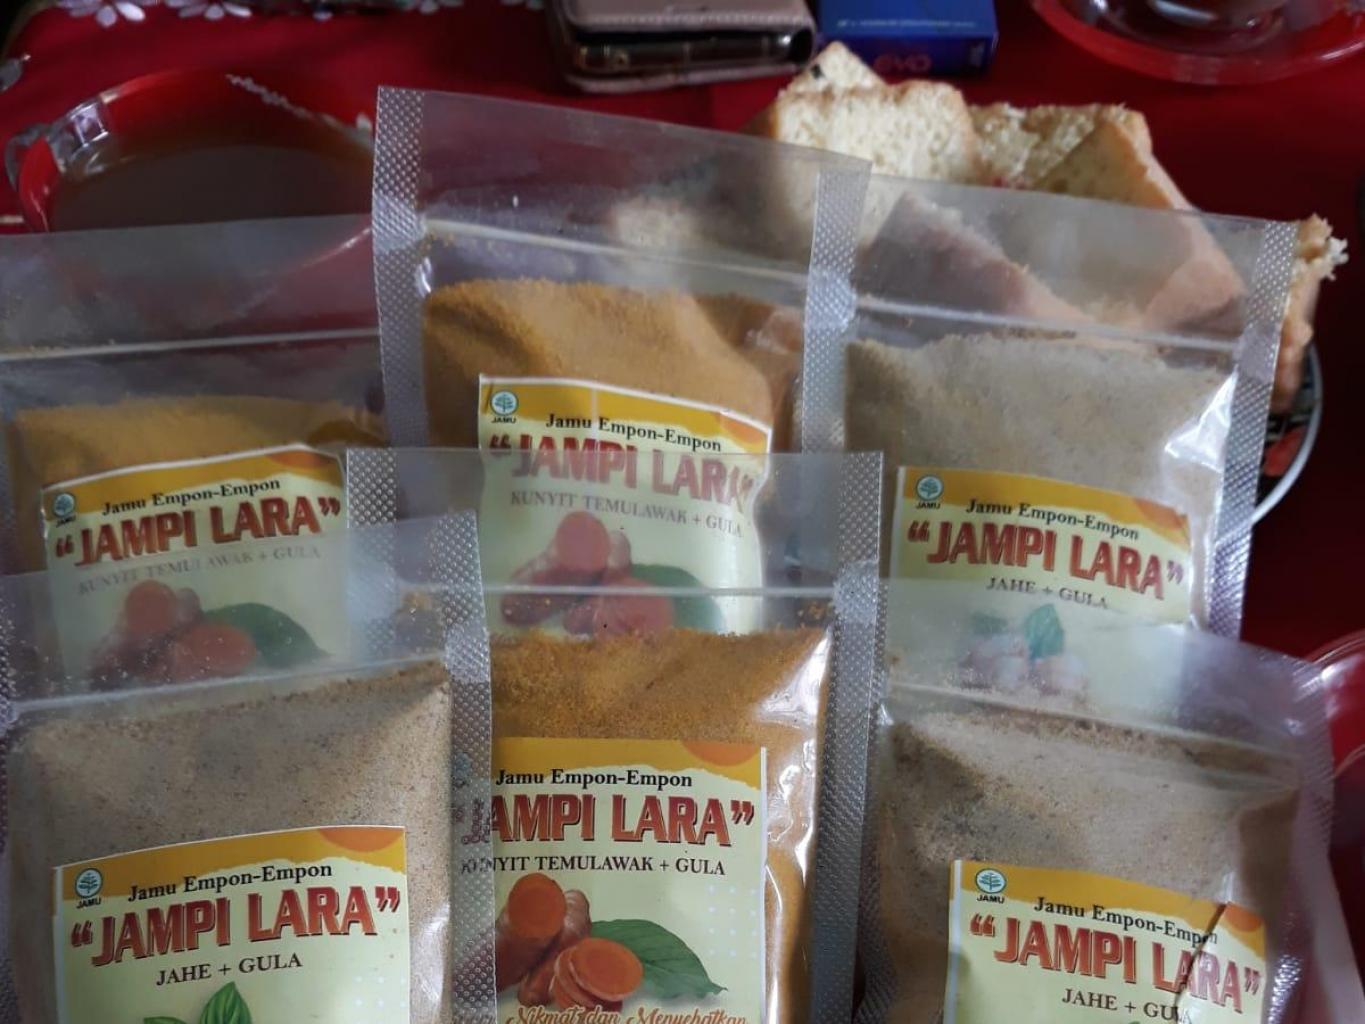 evo
JAMU
Jamu Empon-Empon
"JAMPI LARA"
KUNYIT TEMULAWAK + GULA
JAMU
Jamu Empon-Empon
"JAMPI LARA"
KUNYIT TEMULAWAK + GULA
JAMU
Jamu Empon-Empon
"JAMPI LARA"
JAHE + GULA
JAMU
Jamu Empon-Empon
"JAMPI LARA"
JAHE + GULA
Jamu Empon-Empon
JAMPI LARA"
KUNYIT TEMULAWAK + GULA
Nikmat dan Menyehatkan
JAMU
Jamu Empon-Empon
"JAMPI LARA"
JAHE + GULA